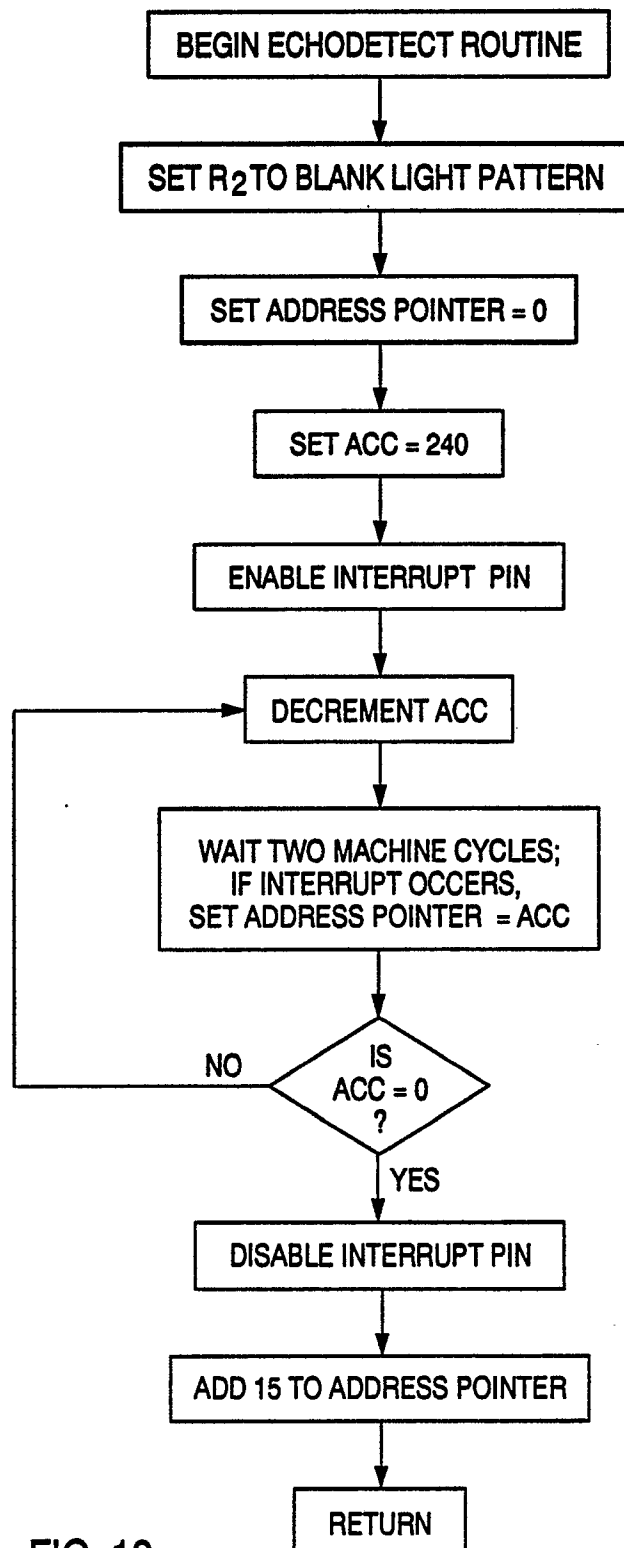 BEGIN ECHODETECT ROUTINE
SET R2 TO BLANK LIGHT PATTERN
SET ADDRESS POINTER = 0
SET ACC = 240
ENABLE INTERRUPT PIN
DECREMENT ACC
WAIT TWO MACHINE CYCLES;
IF INTERRUPT OCCERS,
SET ADDRESS POINTER = ACC
NO
IS
ACC = 0
?
YES
DISABLE INTERRUPT PIN
ADD 15 TO ADDRESS POINTER
RETURN